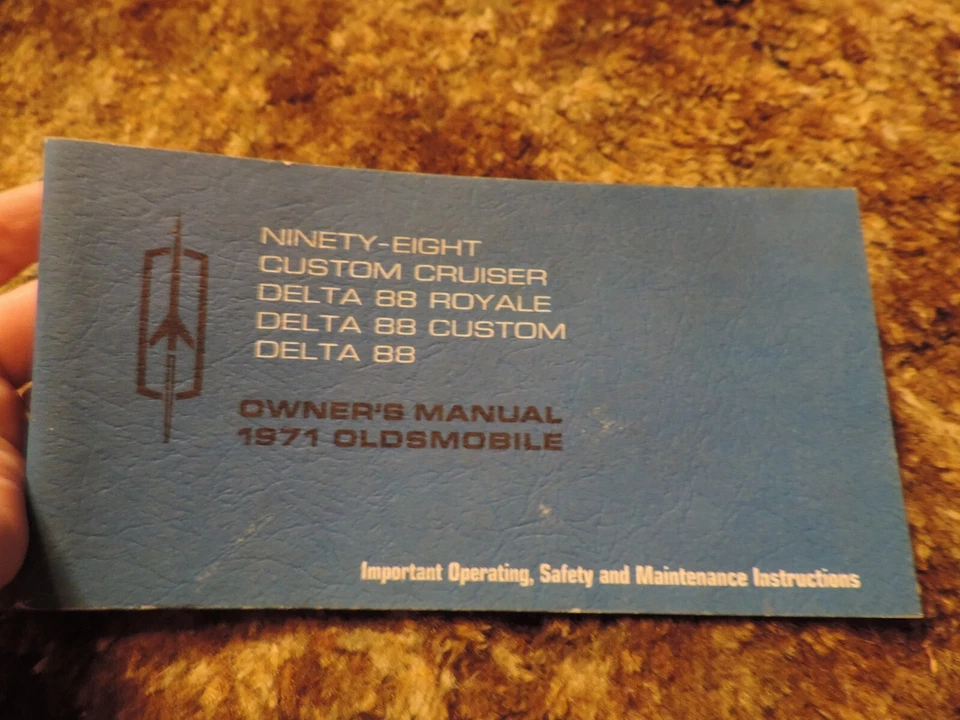 NINETY-EIGHT
CUSTOM CRUISER
DELTA 88 ROYALE
DELTA 88 CUSTOM
DELTA 88
OWNER'S MANUAL
1971 OLDSMOBILE
Important Operating, Safety and Maintenance Instructions